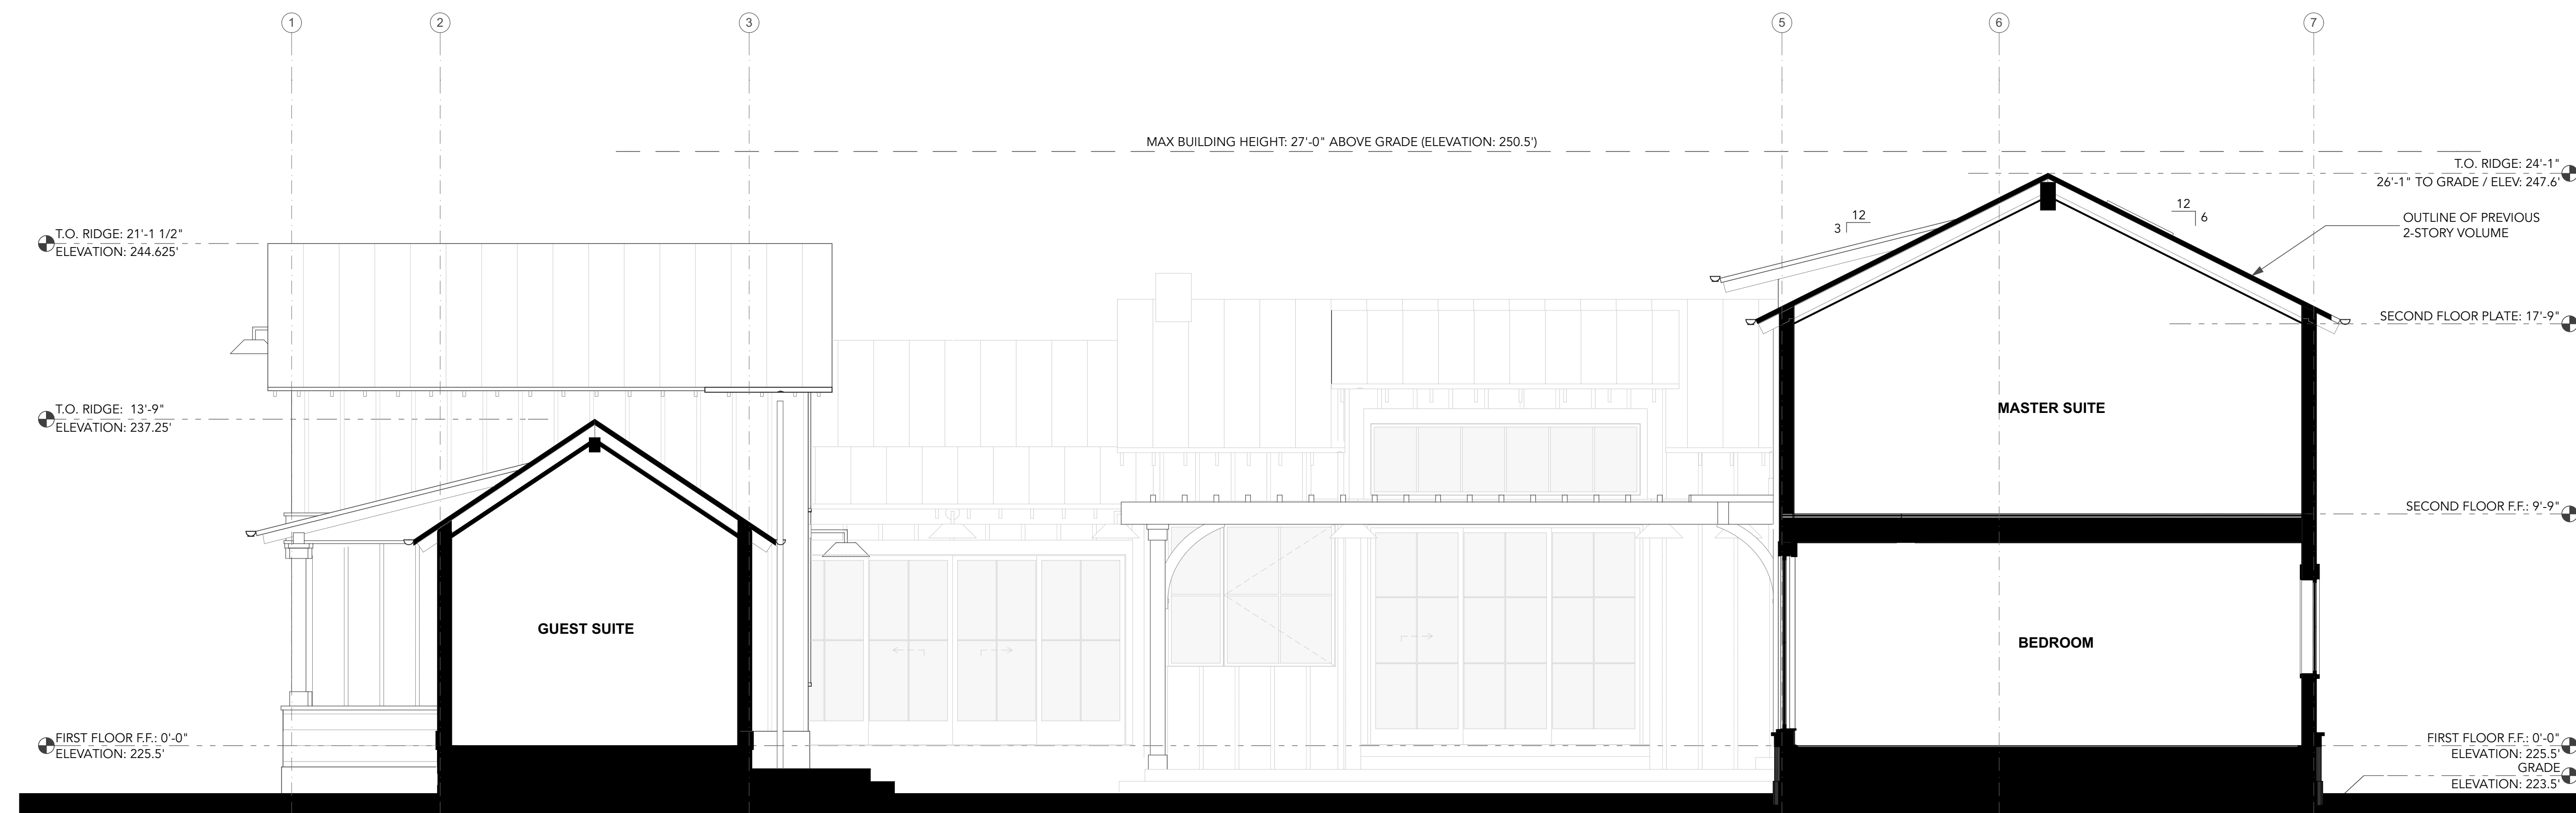 1
2
3
5
6
7
MAX BUILDING HEIGHT: 27'-0" ABOVE GRADE (ELEVATION: 250.5')
T.O. RIDGE: 24'-1"
26'-1" TO GRADE / ELEV: 247.6'
12
3
12
6
OUTLINE OF PREVIOUS
2-STORY VOLUME
T.O. RIDGE: 21'-1 1/2"
ELEVATION: 244.625'
SECOND FLOOR PLATE: 17'-9"
T.O. RIDGE: 13'-9"
ELEVATION: 237.25'
MASTER SUITE
SECOND FLOOR F.F.: 9'-9"
GUEST SUITE
BEDROOM
FIRST FLOOR F.F.: 0'-0"
ELEVATION: 225.5'
FIRST FLOOR F.F.: 0'-0"
ELEVATION: 225.5'
GRADE
ELEVATION: 223.5'